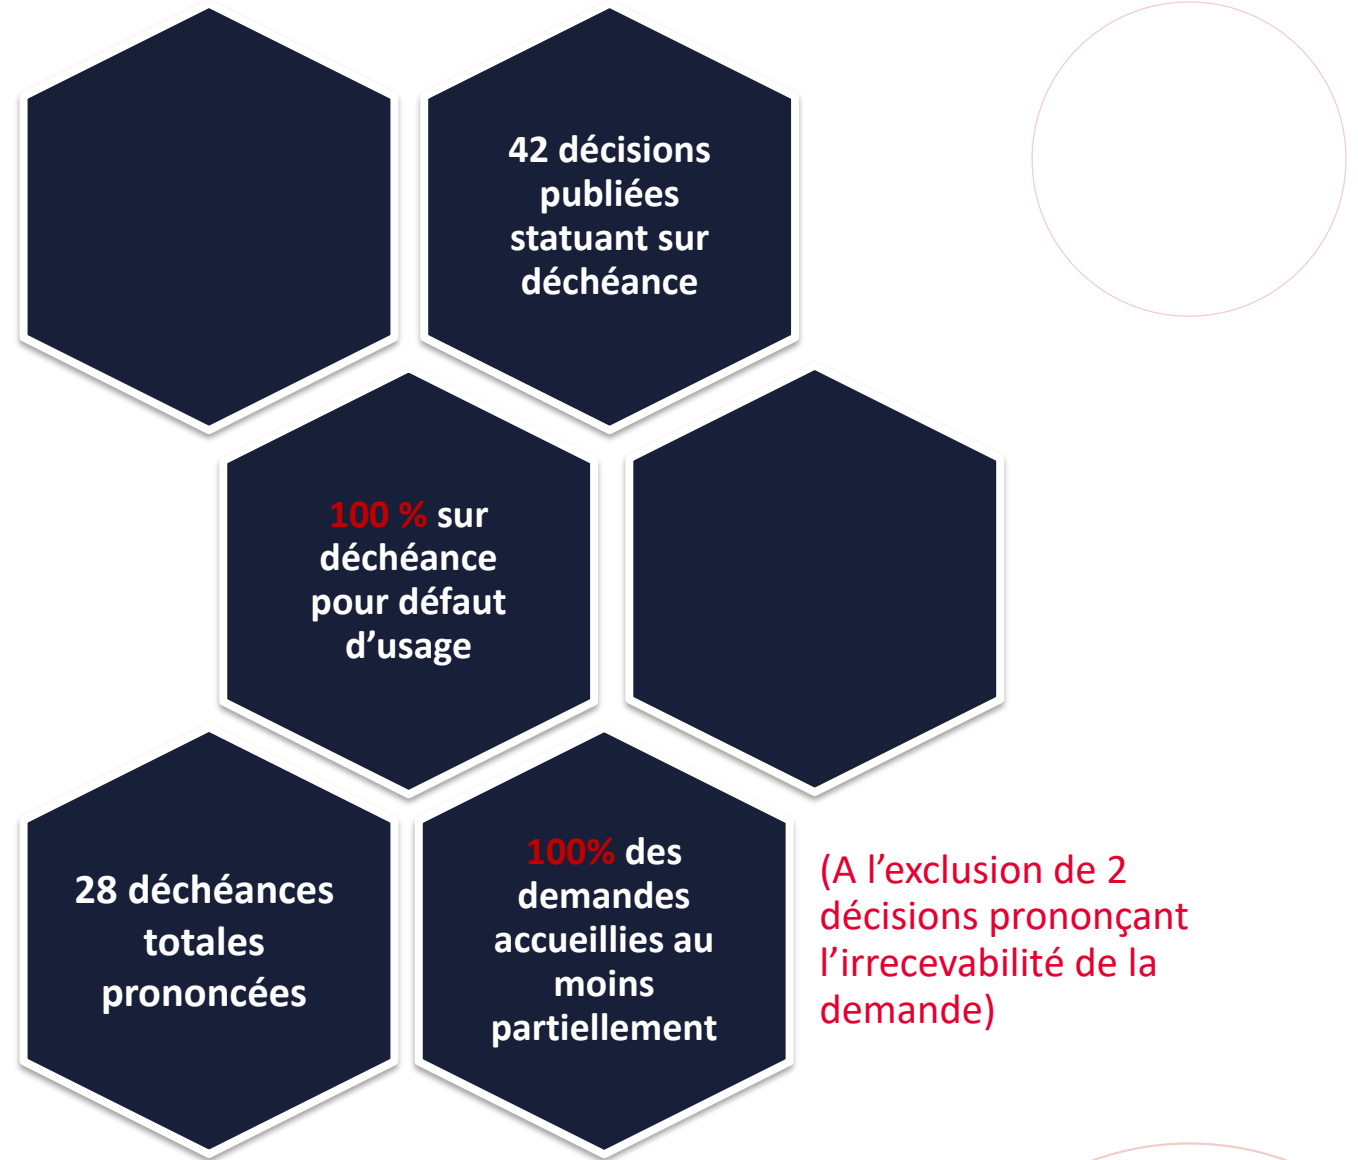 42 décisions
publiées
statuant sur
déchéance
100 % sur
déchéance
pour défaut
d’usage
28 déchéances
totales
prononcées
100% des
demandes
accueillies au
moins
partiellement
(A l’exclusion de 2
décisions prononçant
l’irrecevabilité de la
demande)